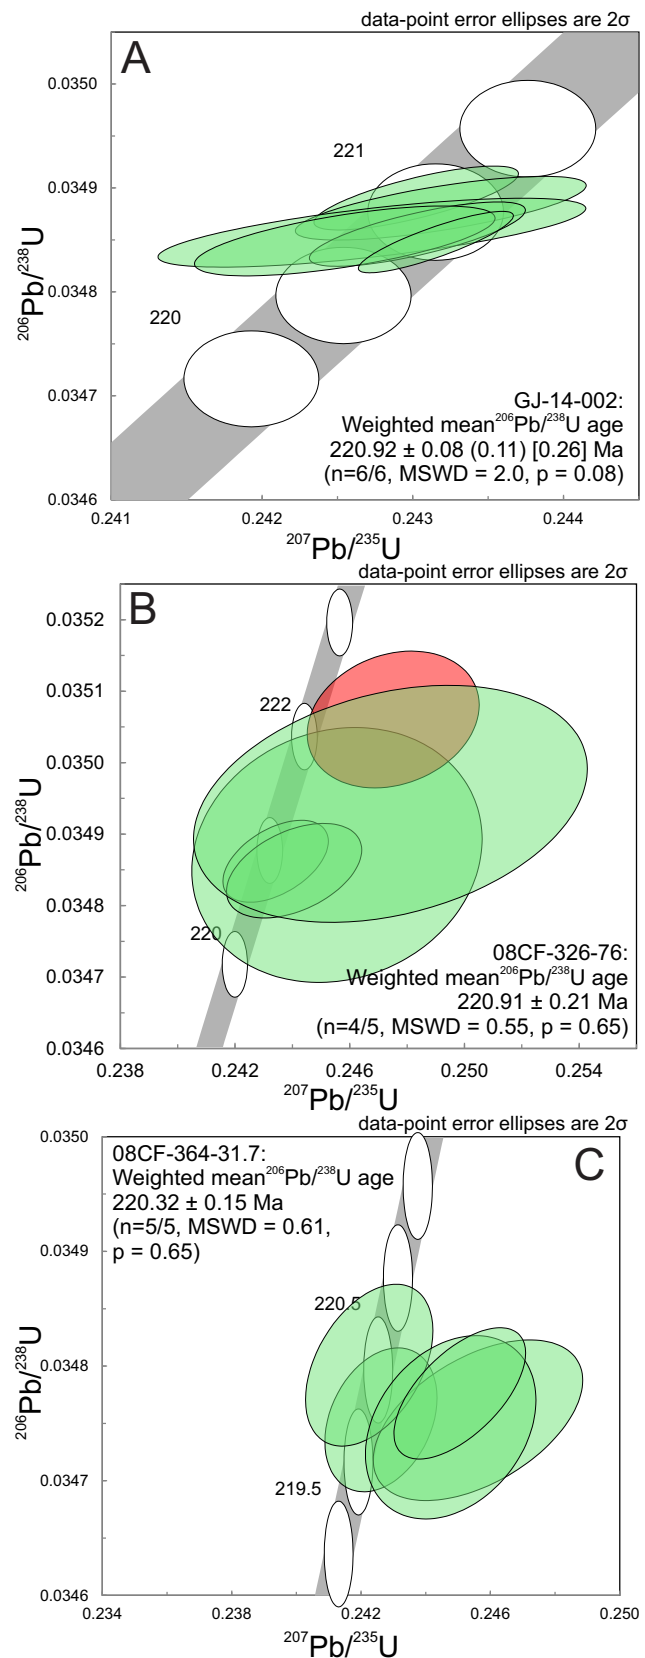 data-point error ellipses are 2σ
A
0.0350
221
0.0349
206Pb/238U
0.0348
220
0.0347
GJ-14-002:
Weighted mean206Pb/238U age
220.92 ± 0.08 (0.11) [0.26] Ma
(n=6/6, MSWD = 2.0, p = 0.08)
0.0346
0.241 0.242 0.243 0.244
207Pb/235U
data-point error ellipses are 2σ
B
0.0352
0.0351
222
0.0350
206Pb/238U
0.0349
0.0348
220
08CF-326-76:
0.0347
Weighted mean206Pb/238U age
220.91 ± 0.21 Ma
(n=4/5, MSWD = 0.55, p = 0.65)
0.0346
0.238 0.242 0.246 0.250 0.254
207Pb/235U
data-point error ellipses are 2σ
0.0350
08CF-364-31.7:
C
Weighted mean206Pb/238U age
220.32 ± 0.15 Ma
(n=5/5, MSWD = 0.61,
p = 0.65)
0.0349
220.5
206Pb/238U
0.0348
0.0347
219.5
0.0346
0.234 0.238 0.242 0.246 0.250
207Pb/235U